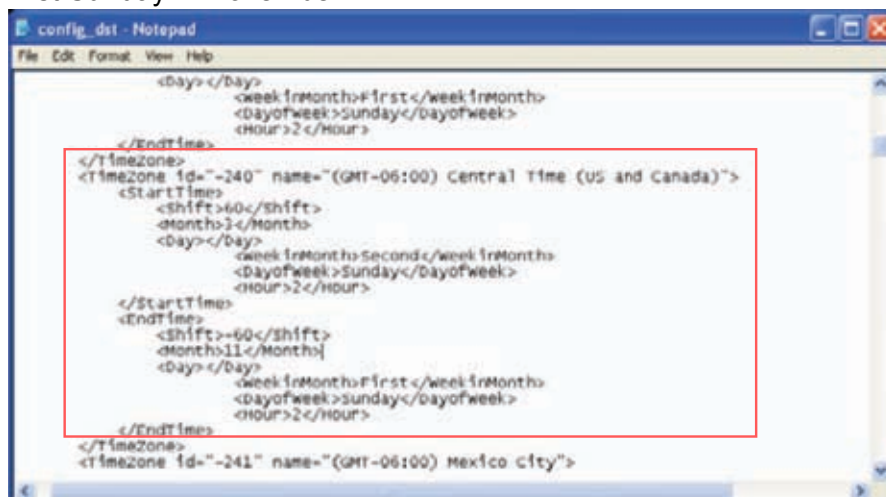 config_dst - Notepad
File Edit Format View Help
<Day></Day>
<WeekinMonth>First</WeekinMonth>
<DayofWeek>Sunday</DayofWeek>
<Hour>2</Hour>
</EndTime>
</TimeZone>
<TimeZone id="-240" name="(GMT-06:00) Central Time (US and Canada)">
<StartTime>
<Shift>60</Shift>
<Month>3</Month>
<Day></Day>
<WeekinMonth>Second</WeekinMonth>
<DayofWeek>Sunday</DayofWeek>
<Hour>2</Hour>
</StartTime>
<EndTime>
<Shift>-60</Shift>
<Month>11</Month>
<Day></Day>
<WeekinMonth>First</WeekinMonth>
<DayofWeek>Sunday</DayofWeek>
<Hour>2</Hour>
</EndTime>
</TimeZone>
<TimeZone id="-241" name="(GMT-06:00) Mexico City">